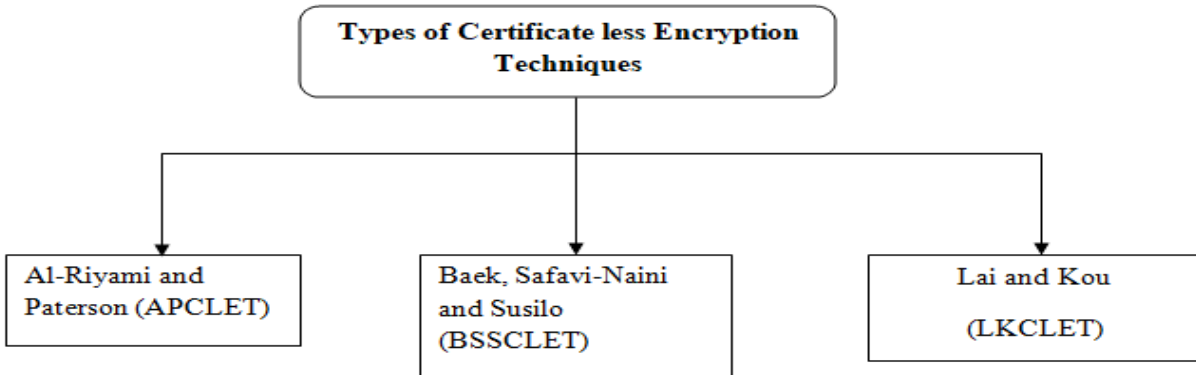 Types of Certificate less Encryption
Techniques
Al-Riyami and
Paterson (APCLET)
Baek, Safavi-Naini
and Susilo
(BSSCLET)
Lai and Kou
(LKCLET)